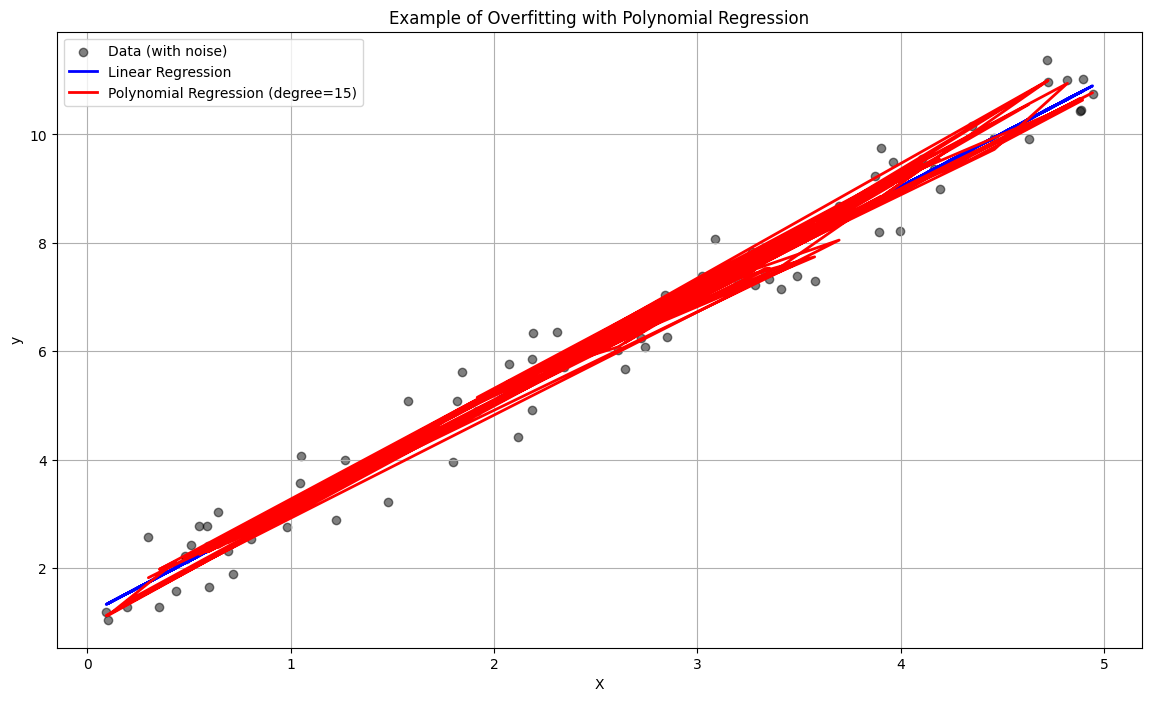 Example of Overfitting with Polynomial Regression
Data (with noise)
Linear Regression
Polynomial Regression (degree=15)
10
8
6
4
2
y
0 1 2 3 4 5
X